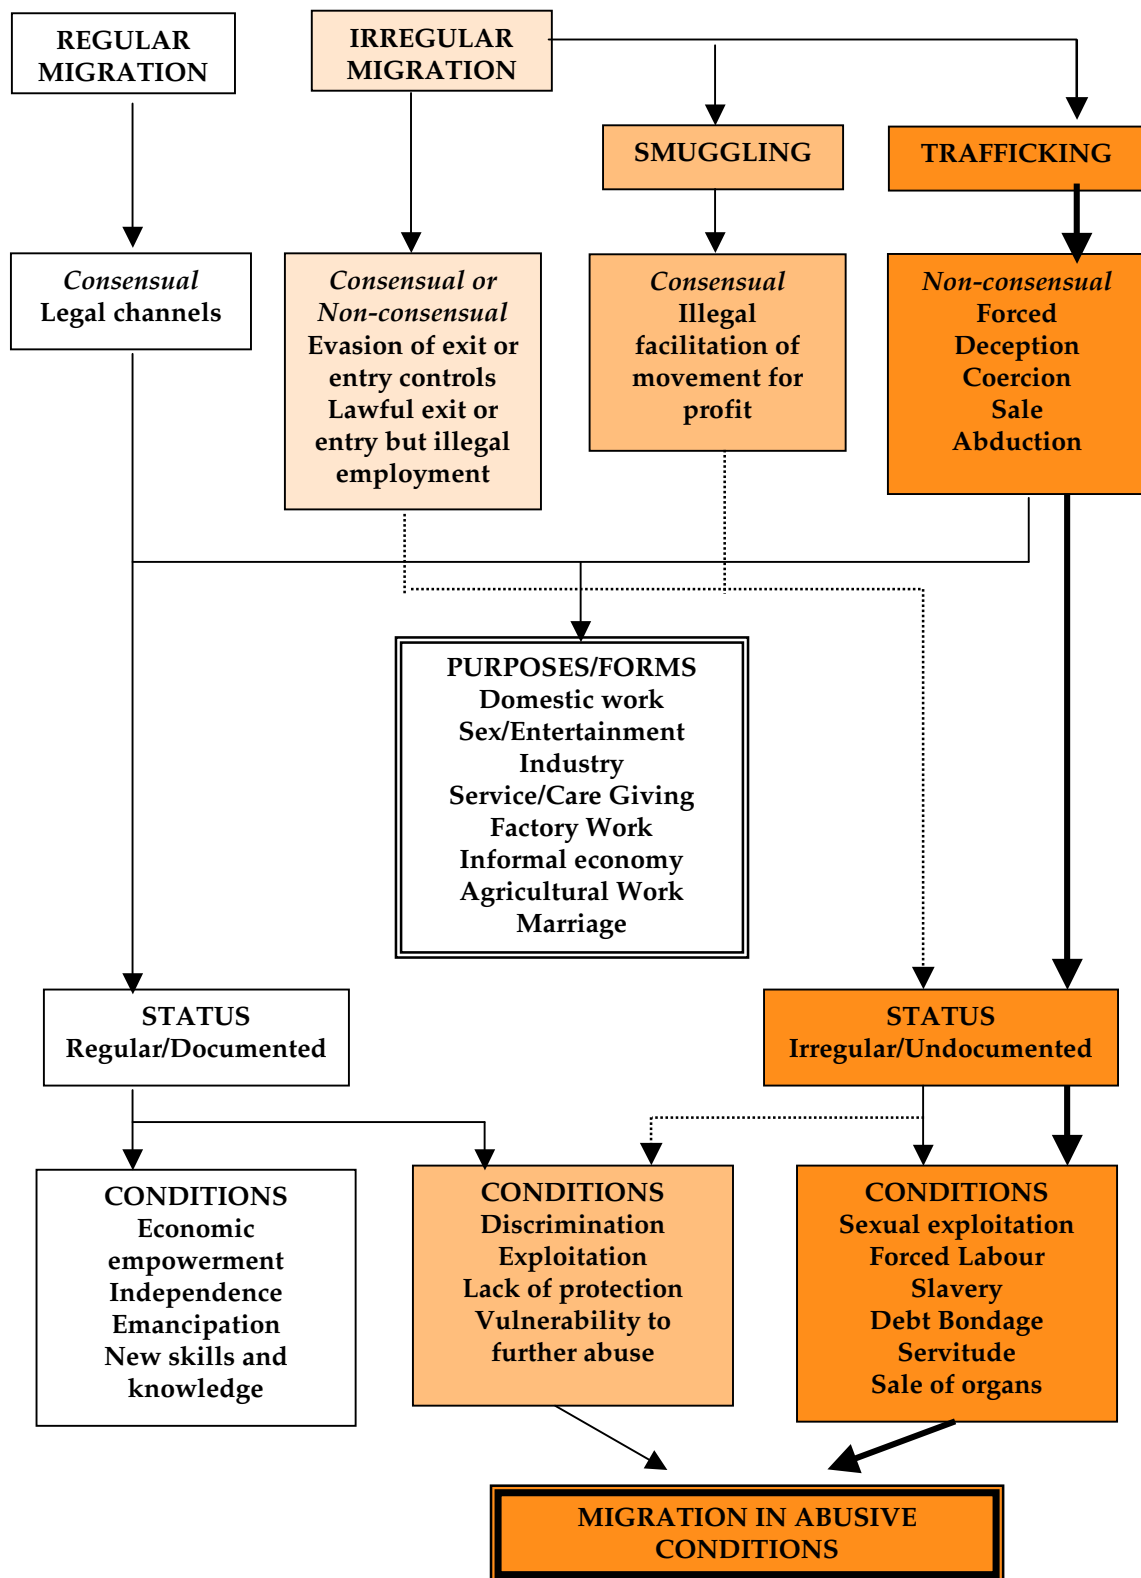 REGULAR
MIGRATION
IRREGULAR
MIGRATION
SMUGGLING
TRAFFICKING
Consensual
Legal channels
Consensual or
Non-consensual
Evasion of exit or
entry controls
Lawful exit or
entry but illegal
employment
Consensual
Illegal
facilitation of
movement for
profit
Non-consensual
Forced
Deception
Coercion
Sale
Abduction
PURPOSES/FORMS
Domestic work
Sex/Entertainment
Industry
Service/Care Giving
Factory Work
Informal economy
Agricultural Work
Marriage
STATUS
Regular/Documented
STATUS
Irregular/Undocumented
CONDITIONS
Economic
empowerment
Independence
Emancipation
New skills and
knowledge
CONDITIONS
Discrimination
Exploitation
Lack of protection
Vulnerability to
further abuse
CONDITIONS
Sexual exploitation
Forced Labour
Slavery
Debt Bondage
Servitude
Sale of organs
MIGRATION IN ABUSIVE
CONDITIONS